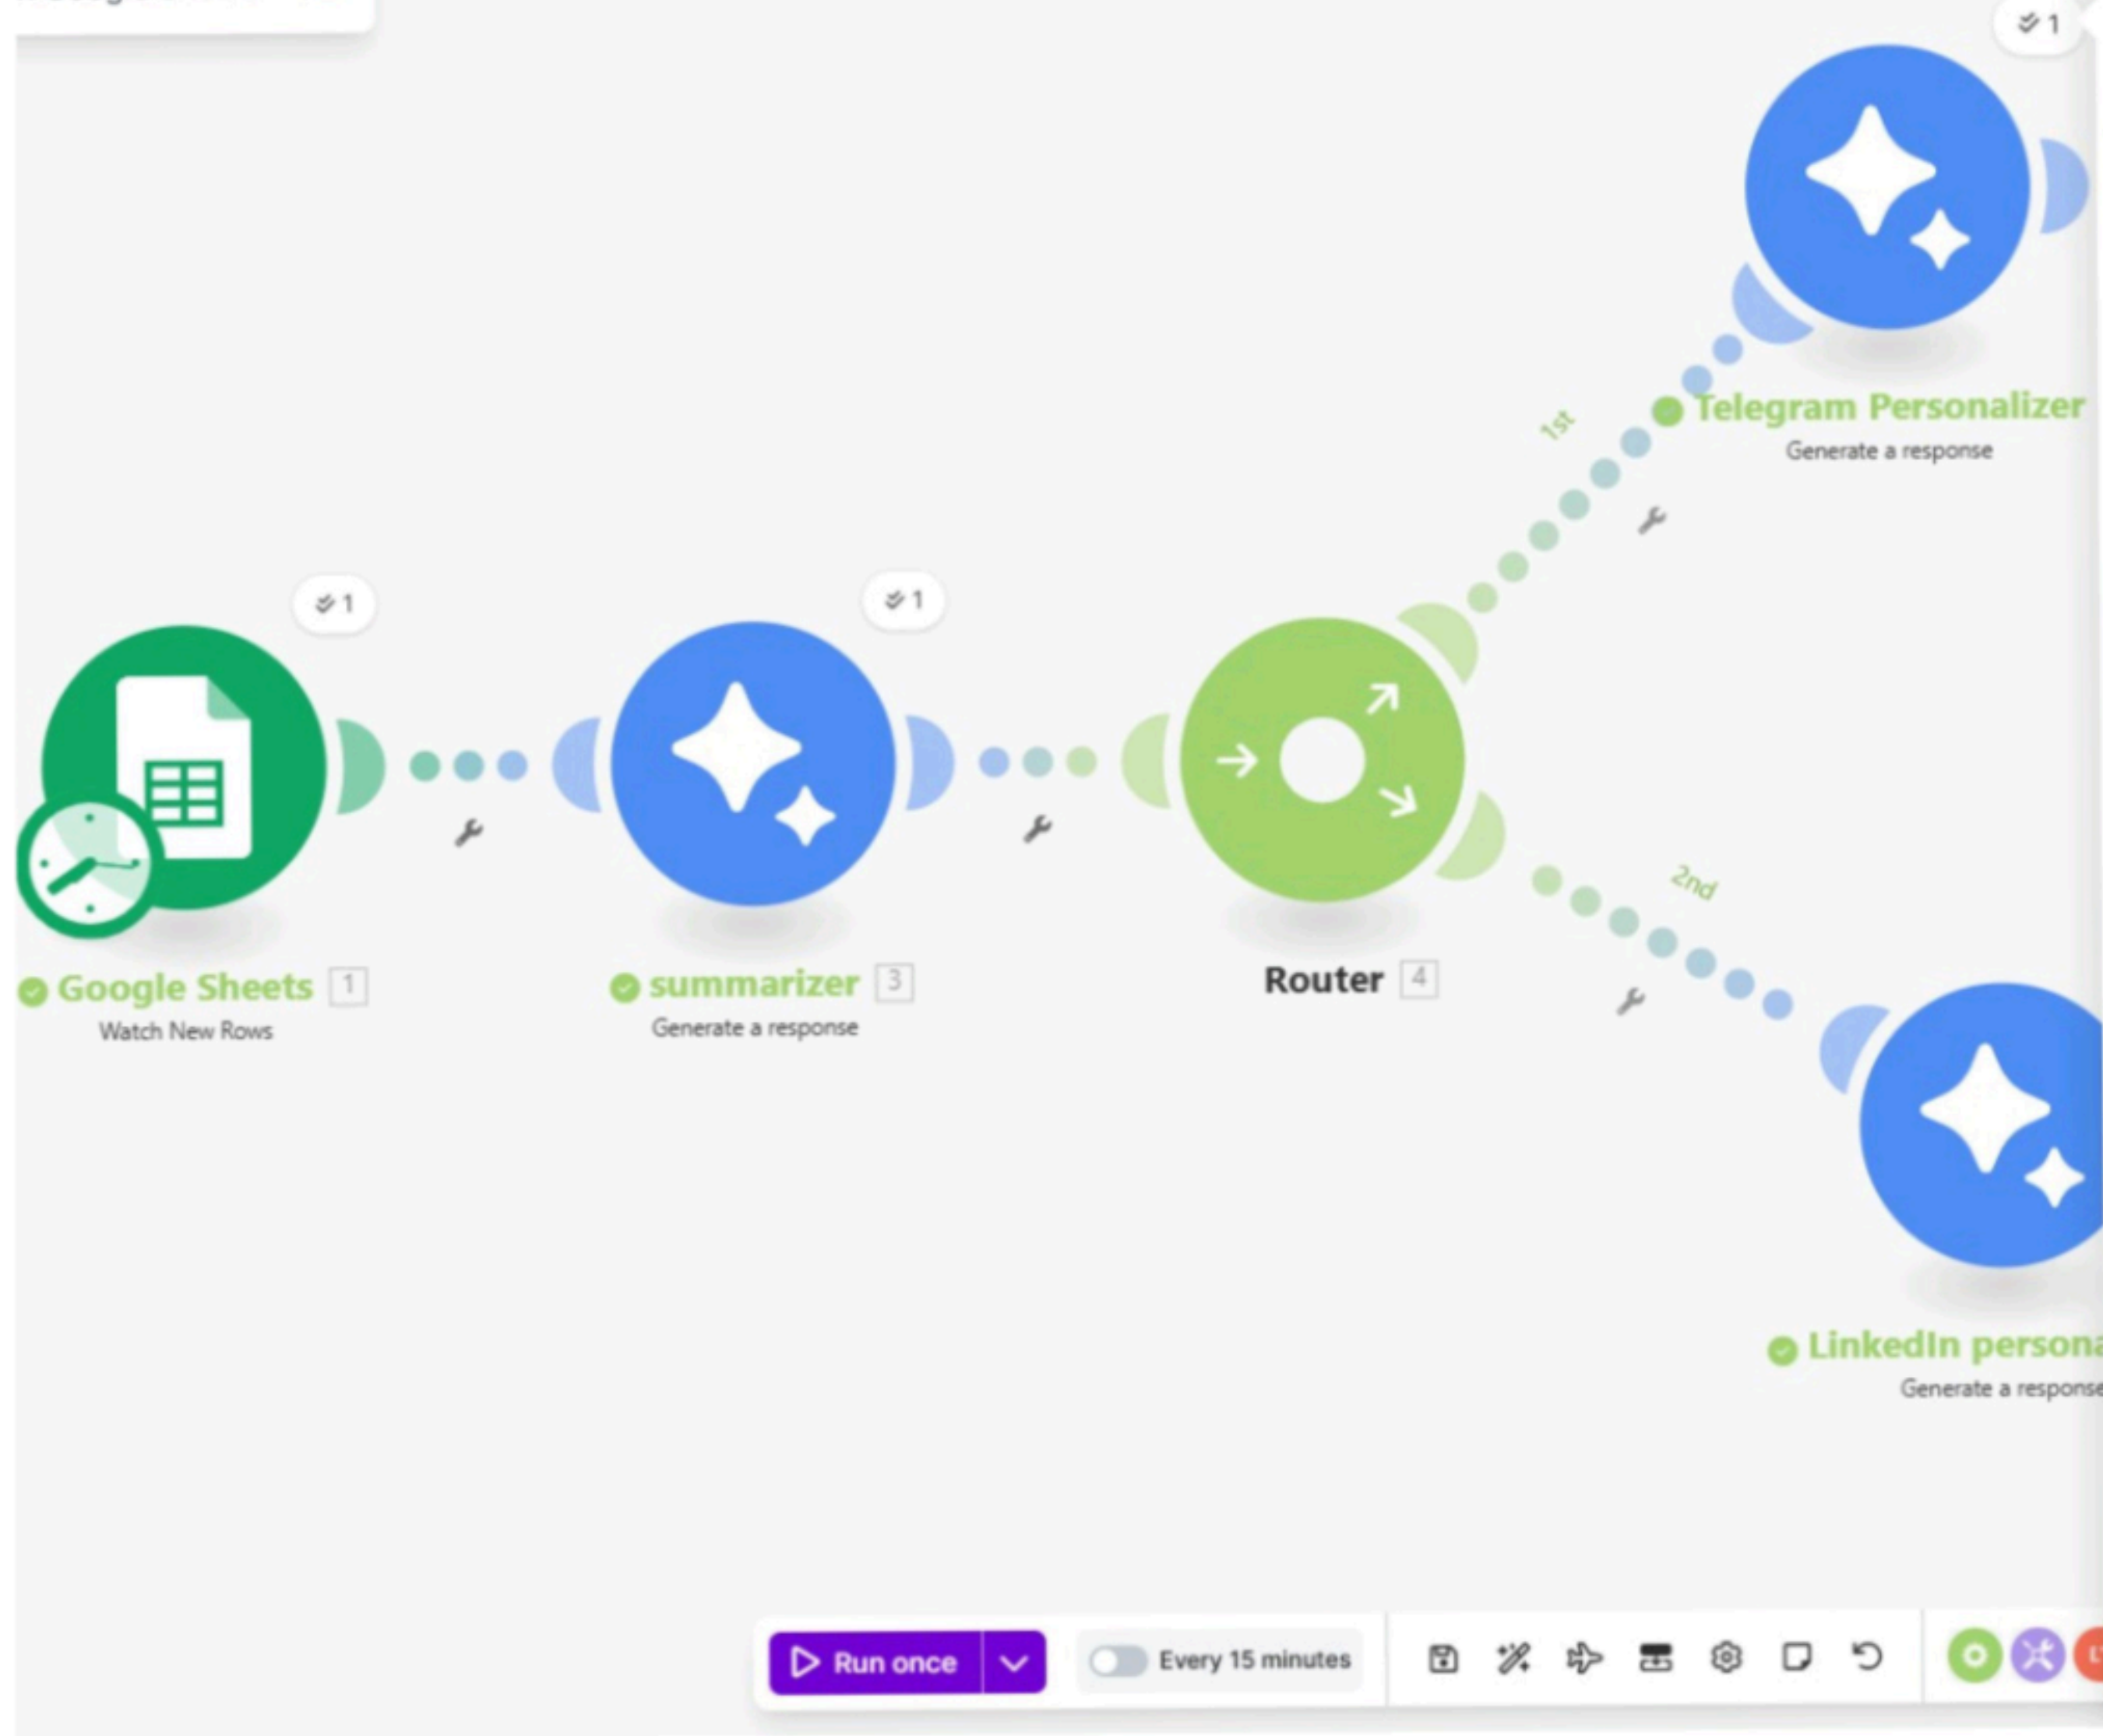 1
1st
Telegram Personalizer
Generate a response
1
1
Google Sheets 1
Watch New Rows
summarizer 3
Generate a response
Router 4
2nd
LinkedIn persona
Generate a response
Run once
Every 15 minutes